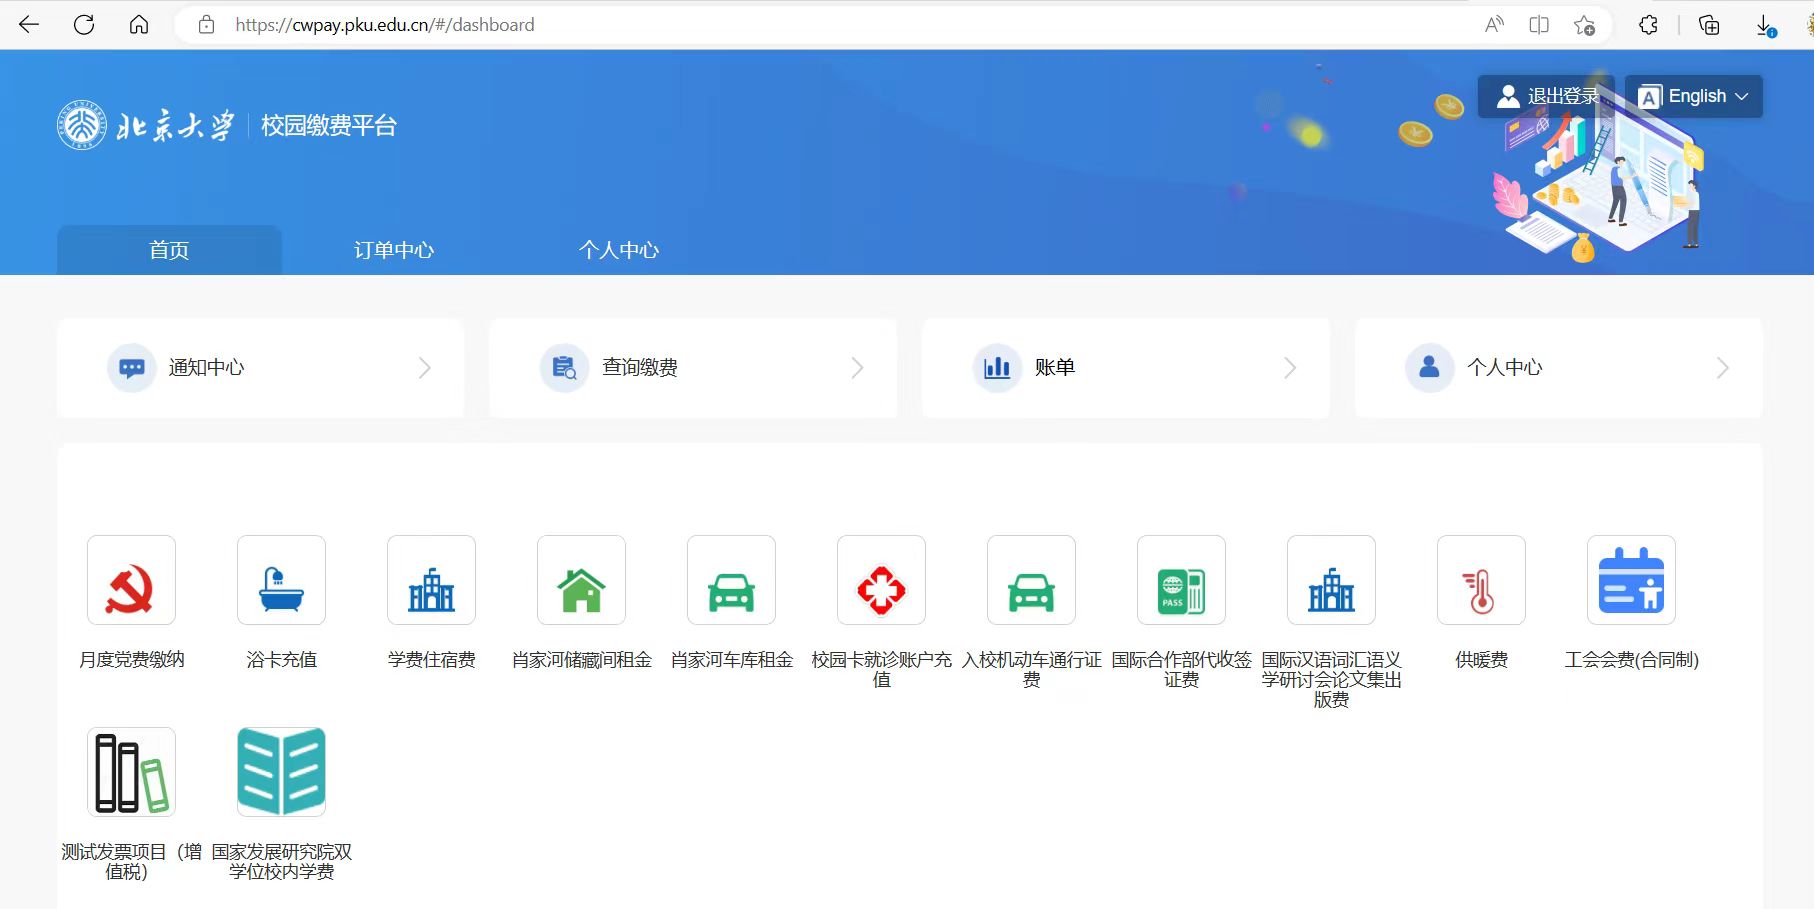 https://cwpay.pku.edu.cn/#/dashboard
北京大学 校园缴费平台
退出登录
English
首页
订单中心
个人中心
通知中心
查询缴费
账单
个人中心
月度党费缴纳
浴卡充值
学费住宿费
肖家河储藏间租金
肖家河车库租金
校园卡就诊账户充
值
入校机动车通行证
费
PASS
国际合作部代收签
证费
国际汉语词汇语义
学研讨会论文集出
版费
供暖费
工会会费(合同制)
测试发票项目（增
值税）
国家发展研究院双
学位校内学费